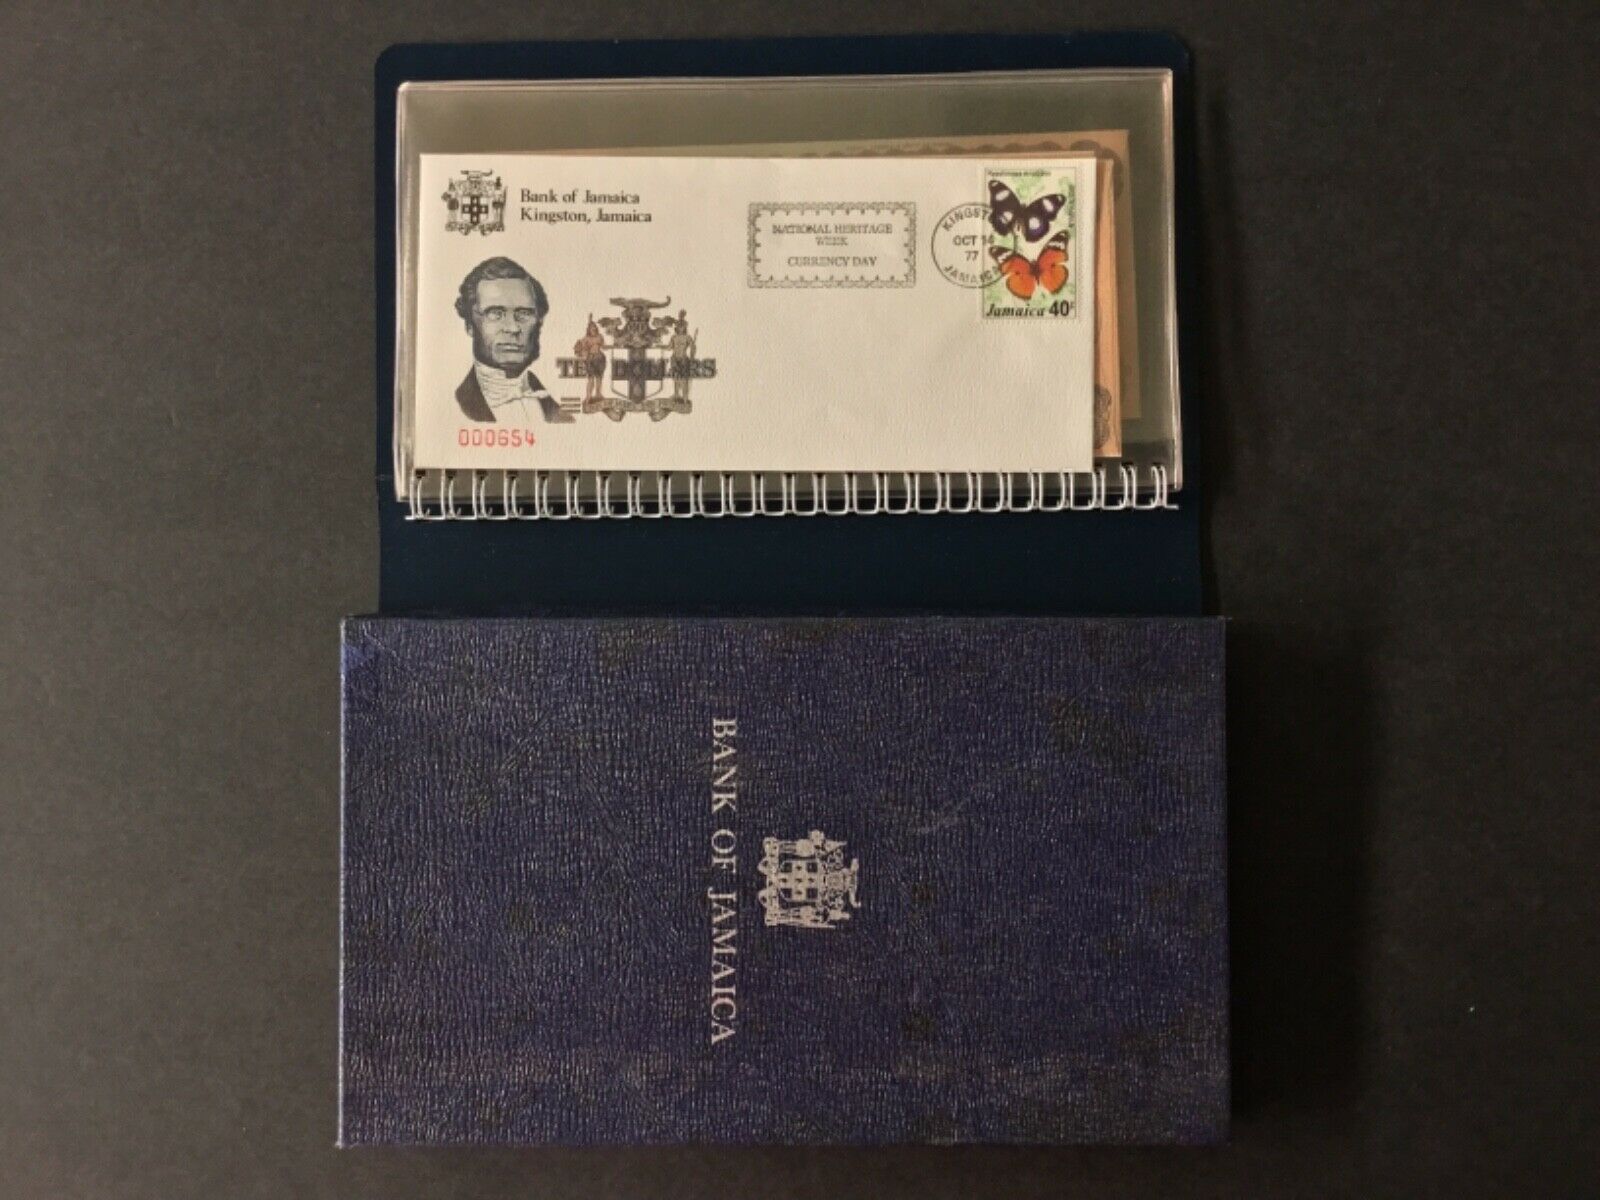 Bank of Jamaica
Kingston, Jamaica
NATIONAL HERITAGE
WEEK
CURRENCY DAY
KINGSTON
OCT 14
77
JAMAICA
Jamaica 40c
TEN DOLLARS
000654
BANK OF JAMAICA